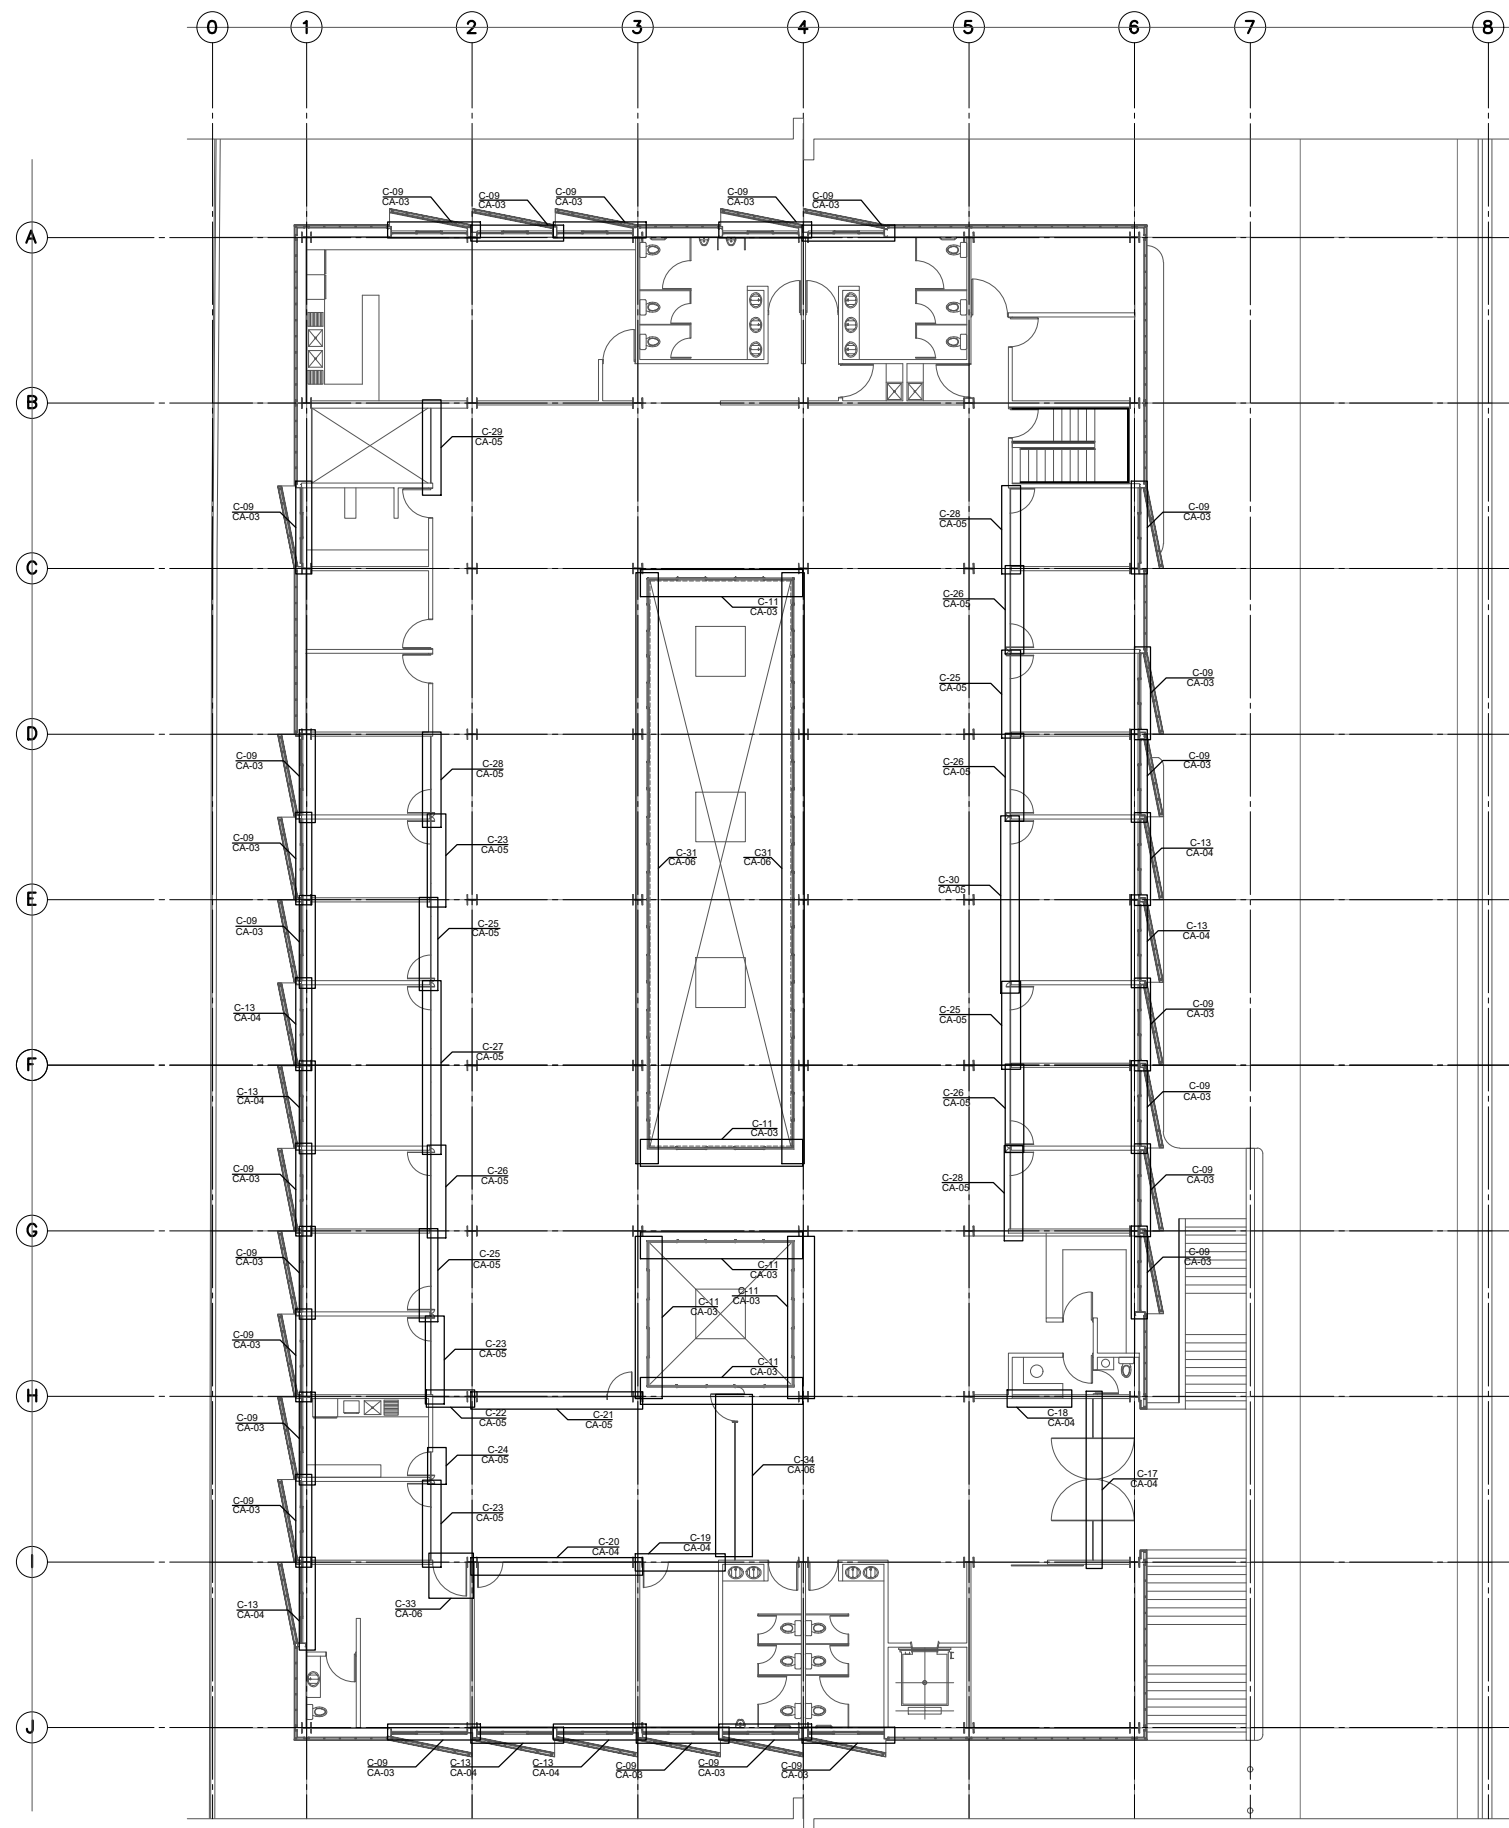 0 1 2 3 4 5 6 7 8
C-09 C-09 C-09 C-09 C-09
CA-03 CA-03 CA-03 CA-03 CA-03
A
B
C-29
CA-05
C-09 C-28 C-09
CA-03 CA-05 CA-03
C
C-11 C-26
CA-03 CA-05
C-25 C-09
CA-05 CA-03
D
C-09 C-28 C-26 C-09
CA-03 CA-05 CA-05 CA-03
C-09 C-23 C-13
CA-03 CA-05 CA-04
C-31 C31
CA-06 CA-06
E
C-30
CA-05
C-09 C-25 C-13
CA-03 CA-05 CA-04
C-13 C-25 C-09
CA-04 CA-05 CA-03
C-27
CA-05
F
C-13 C-26 C-09
CA-04 CA-05 CA-03
C-11
CA-03
C-09 C-26 C-28 C-09
CA-03 CA-05 CA-05 CA-03
G
C-09 C-25 C-11 C-09
CA-03 CA-05 CA-03 CA-03
C-11 C-11
CA-03 CA-03
C-09 C-23 C-11
CA-03 CA-05 CA-03
H
C-09 C-22 C-21 C-18
CA-03 CA-05 CA-05 CA-04
C-24 C-34 C-17
CA-05 CA-06 CA-04
C-09 C-23
CA-03 CA-05
C-20 C-19
CA-04 CA-04
I
C-13 C-33
CA-04 CA-06
J
C-09 C-13 C-13 C-09 C-09 C-09
CA-03 CA-04 CA-04 CA-03 CA-03 CA-03